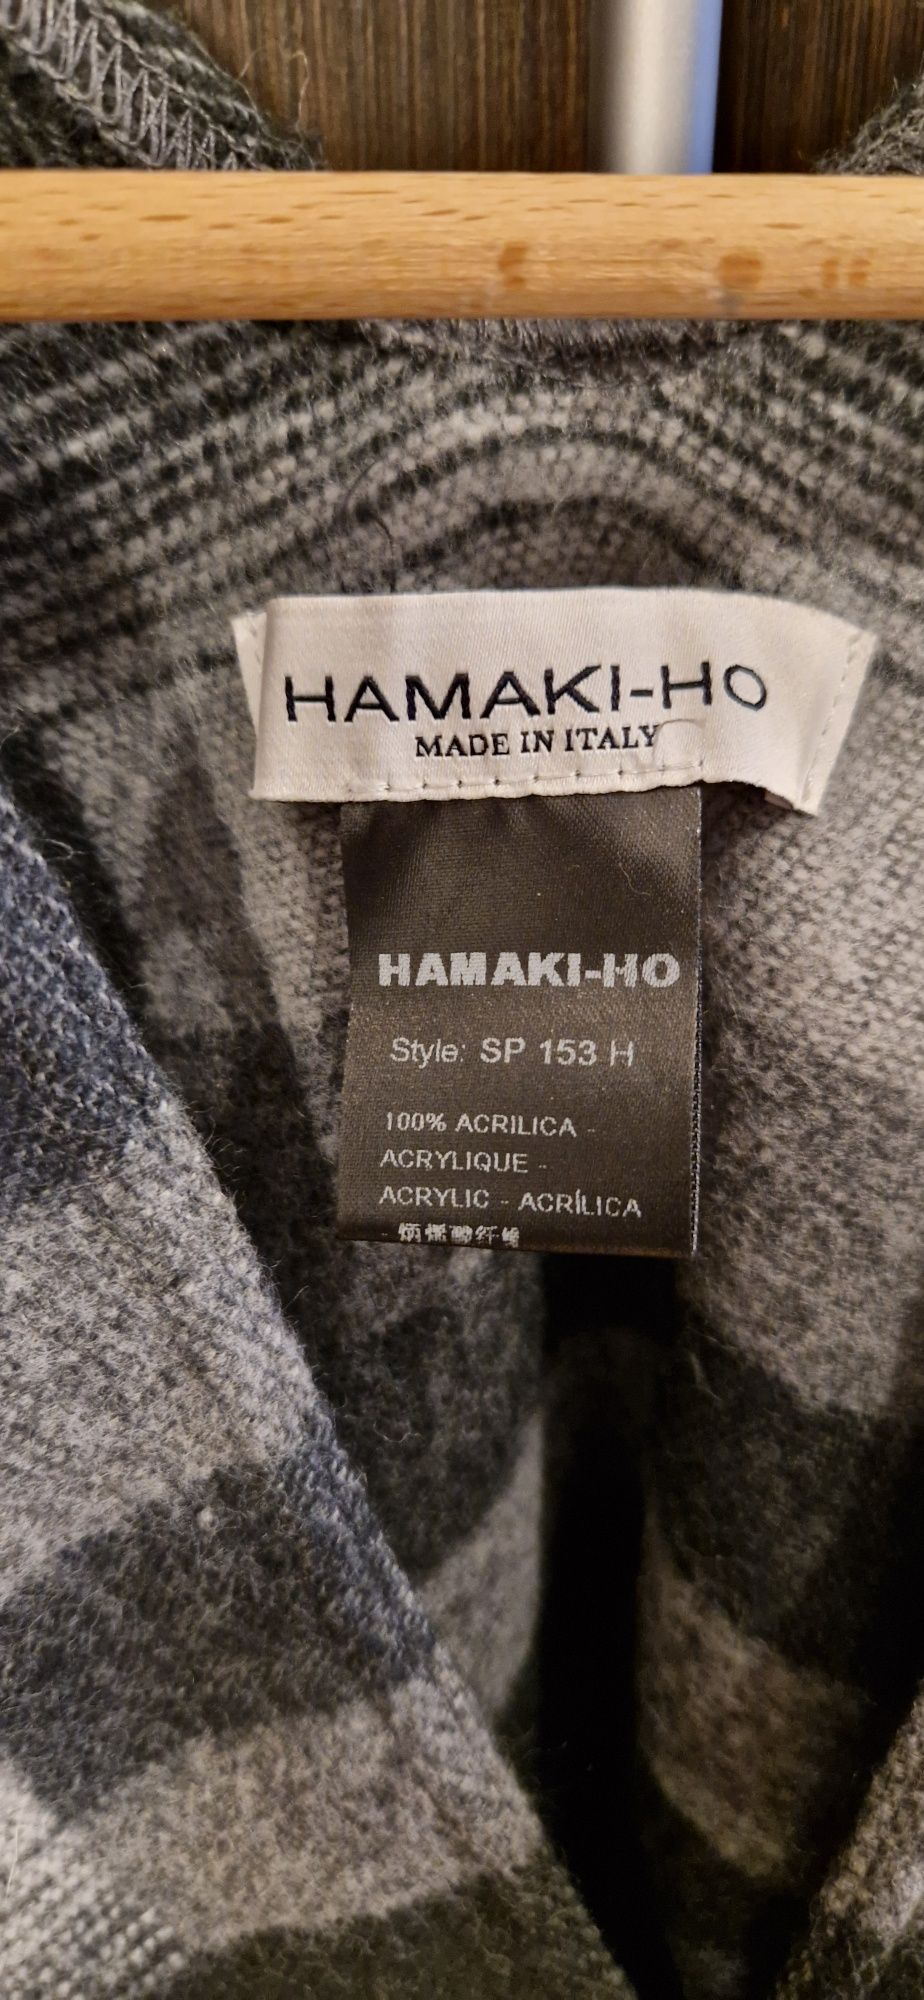 HAMAKI-HO
MADE IN ITALY
HAMAKI-HO
Style: SP 153 H
100% ACRILICA -
ACRYLIQUE -
ACRYLIC - ACRÍLICA